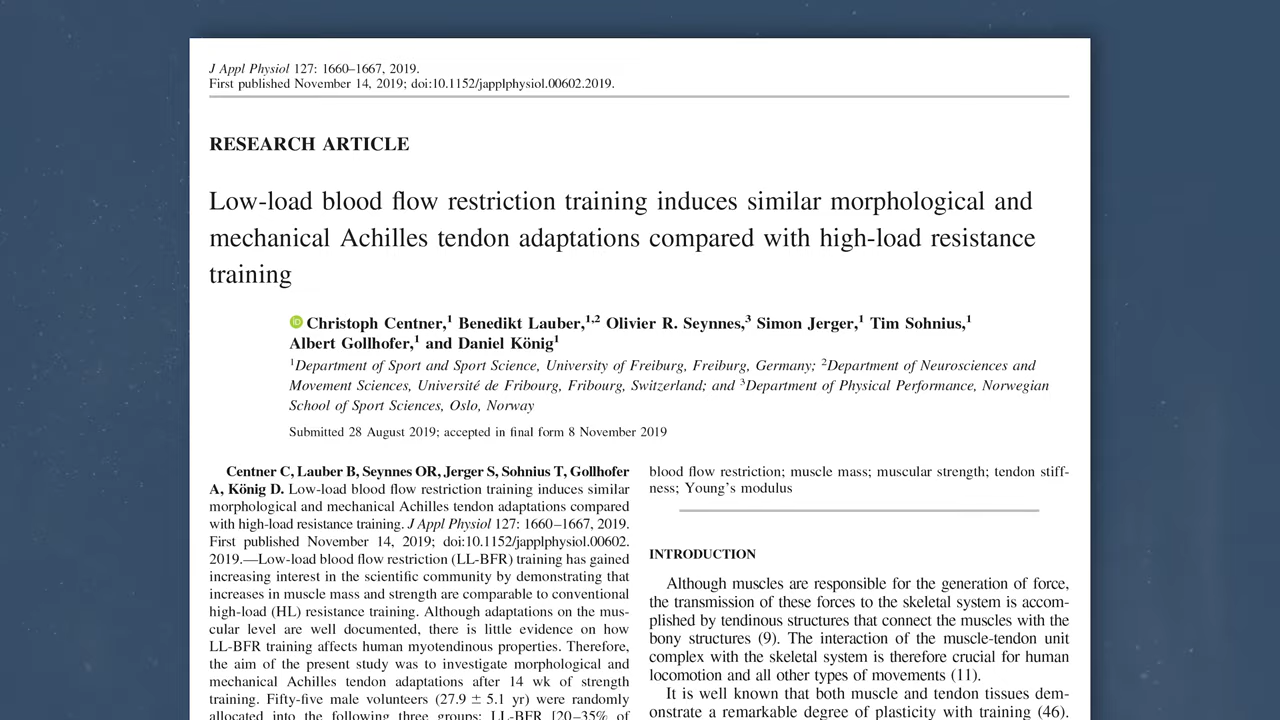 J Appl Physiol 127: 1660–1667, 2019.
First published November 14, 2019; doi:10.1152/japplphysiol.00602.2019.
RESEARCH ARTICLE
Low-load blood flow restriction training induces similar morphological and
mechanical Achilles tendon adaptations compared with high-load resistance
training
Christoph Centner,¹ Benedikt Lauber,¹,² Olivier R. Seynnes,³ Simon Jerger,¹ Tim Sohnius,¹
Albert Gollhofer,¹ and Daniel König¹
¹Department of Sport and Sport Science, University of Freiburg, Freiburg, Germany; ²Department of Neurosciences and
Movement Sciences, Université de Fribourg, Fribourg, Switzerland; and ³Department of Physical Performance, Norwegian
School of Sport Sciences, Oslo, Norway
Submitted 28 August 2019; accepted in final form 8 November 2019
Centner C, Lauber B, Seynnes OR, Jerger S, Sohnius T, Gollhofer
A, König D. Low-load blood flow restriction training induces similar
morphological and mechanical Achilles tendon adaptations compared
with high-load resistance training. J Appl Physiol 127: 1660–1667, 2019.
First published November 14, 2019; doi:10.1152/japplphysiol.00602.
2019.—Low-load blood flow restriction (LL-BFR) training has gained
increasing interest in the scientific community by demonstrating that
increases in muscle mass and strength are comparable to conventional
high-load (HL) resistance training. Although adaptations on the mus-
cular level are well documented, there is little evidence on how
LL-BFR training affects human myotendinous properties. Therefore,
the aim of the present study was to investigate morphological and
mechanical Achilles tendon adaptations after 14 wk of strength
training. Fifty-five male volunteers (27.9 ± 5.1 yr) were randomly
allocated into the following three groups: LL-BFR [20–35% of
blood flow restriction; muscle mass; muscular strength; tendon stiff-
ness; Young's modulus
INTRODUCTION
Although muscles are responsible for the generation of force,
the transmission of these forces to the skeletal system is accom-
plished by tendinous structures that connect the muscles with the
bony structures (9). The interaction of the muscle-tendon unit
complex with the skeletal system is therefore crucial for human
locomotion and all other types of movements (11).
It is well known that both muscle and tendon tissues dem-
onstrate a remarkable degree of plasticity with training (46).